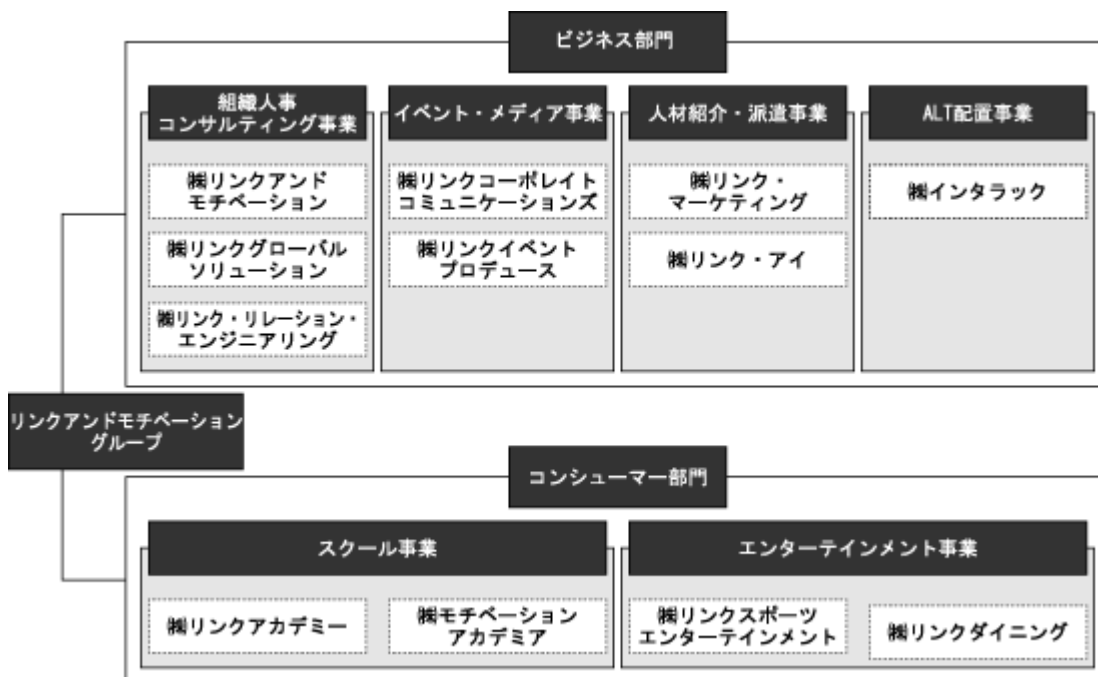 ビジネス部門
組織人事
コンサルティング事業
㈱リンクアンド
モチベーション
㈱リンクグローバル
ソリューション
㈱リンク・リレーション・
エンジニアリング
イベント・メディア事業
㈱リンクコーポレイト
コミュニケーションズ
㈱リンクイベント
プロデュース
人材紹介・派遣事業
㈱リンク・
マーケティング
㈱リンク・アイ
ALT配置事業
㈱インタラック
リンクアンドモチベーション
グループ
コンシューマー部門
スクール事業
㈱リンクアカデミー
㈱モチベーション
アカデミア
エンターテインメント事業
㈱リンクスポーツ
エンターテインメント
㈱リンクダイニング